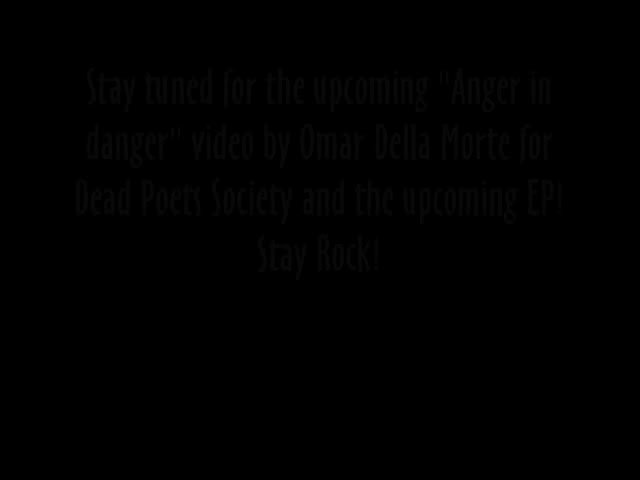 Stay tuned for the upcoming "Anger in
danger" video by Omar Della Morte for
Dead Poets Society and the upcoming EP!
Stay Rock!